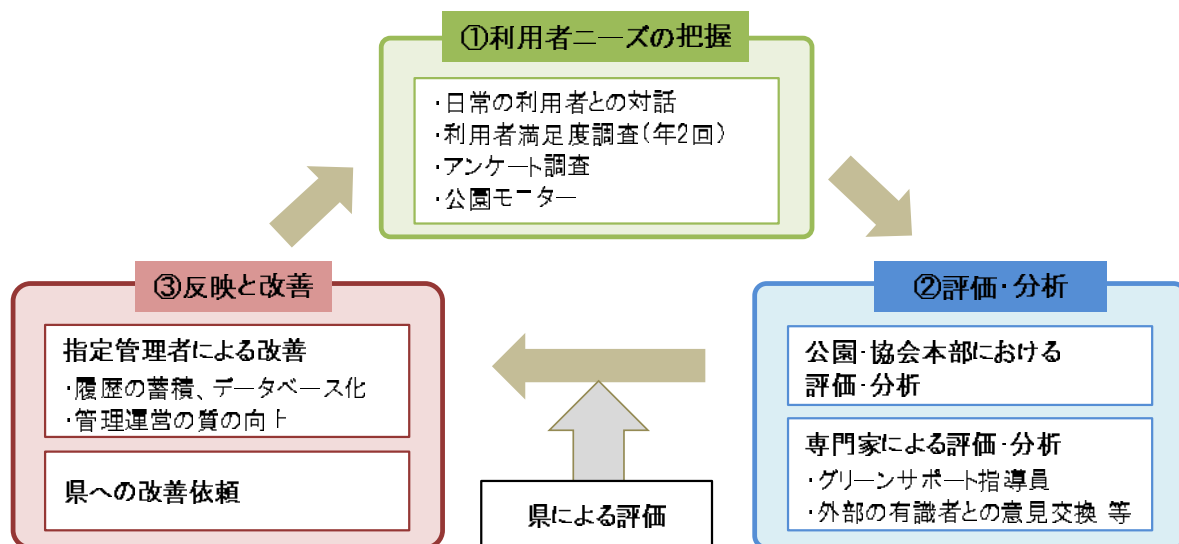 ①利用者ニーズの把握
・日常の利用者との対話
・利用者満足度調査(年2回)
・アンケート調査
・公園モニター
②評価・分析
公園・協会本部における
評価・分析
専門家による評価・分析
・グリーンサポート指導員
・外部の有識者との意見交換 等
県による評価
③反映と改善
指定管理者による改善
・履歴の蓄積、データベース化
・管理運営の質の向上
県への改善依頼